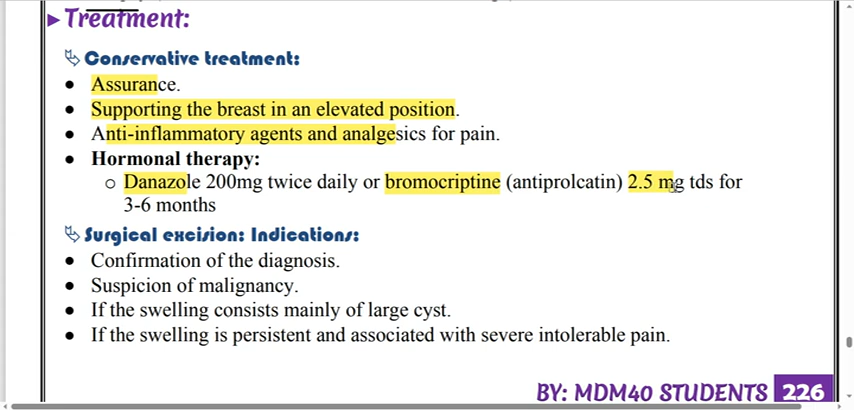 ►Treatment:
Conservative treatment:
● Assurance.
● Supporting the breast in an elevated position.
● Anti-inflammatory agents and analgesics for pain.
● Hormonal therapy:
o Danazole 200mg twice daily or bromocriptine (antiprolcatin) 2.5 mg tds for
3-6 months
Surgical excision: Indications:
● Confirmation of the diagnosis.
● Suspicion of malignancy.
● If the swelling consists mainly of large cyst.
● If the swelling is persistent and associated with severe intolerable pain.
BY: MDM40 STUDENTS 226